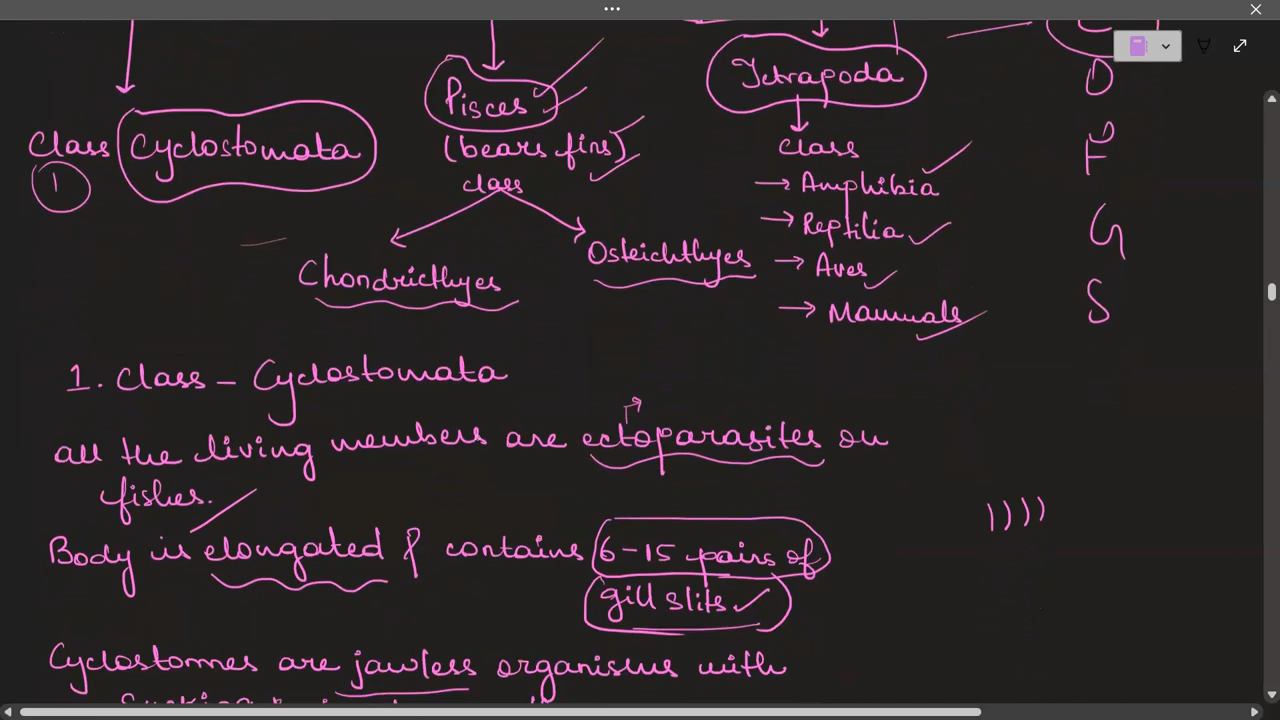 Pisces
Tetrapoda
D
Class Cyclostomata
(bears fins)
class
F
1
class
→ Amphibia
→ Reptilia
G
Chondricthyes
Osteichthyes
→ Aves
→ Mammals
S
1. Class – Cyclostomata
all the living members are ectoparasites on
fishes.
Body is elongated & contains 6-15 pairs of
gill slits
Cyclostomes are jawless organisms with